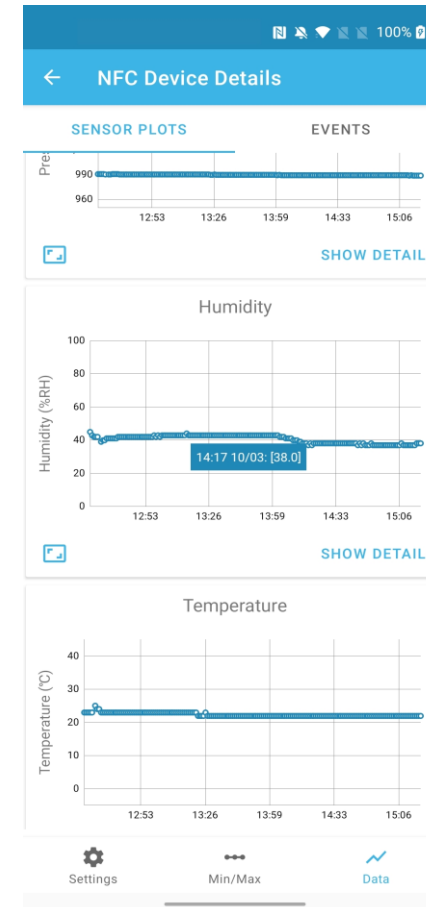 100%
NFC Device Details
SENSOR PLOTS EVENTS
Pres
990
960
12:53 13:26 13:59 14:33 15:06
SHOW DETAIL
Humidity
Humidity (%RH)
100
80
60
40
20
0
14:17 10/03: [38.0]
12:53 13:26 13:59 14:33 15:06
SHOW DETAIL
Temperature
Temperature (°C)
40
30
20
10
0
12:53 13:26 13:59 14:33 15:06
Settings Min/Max Data